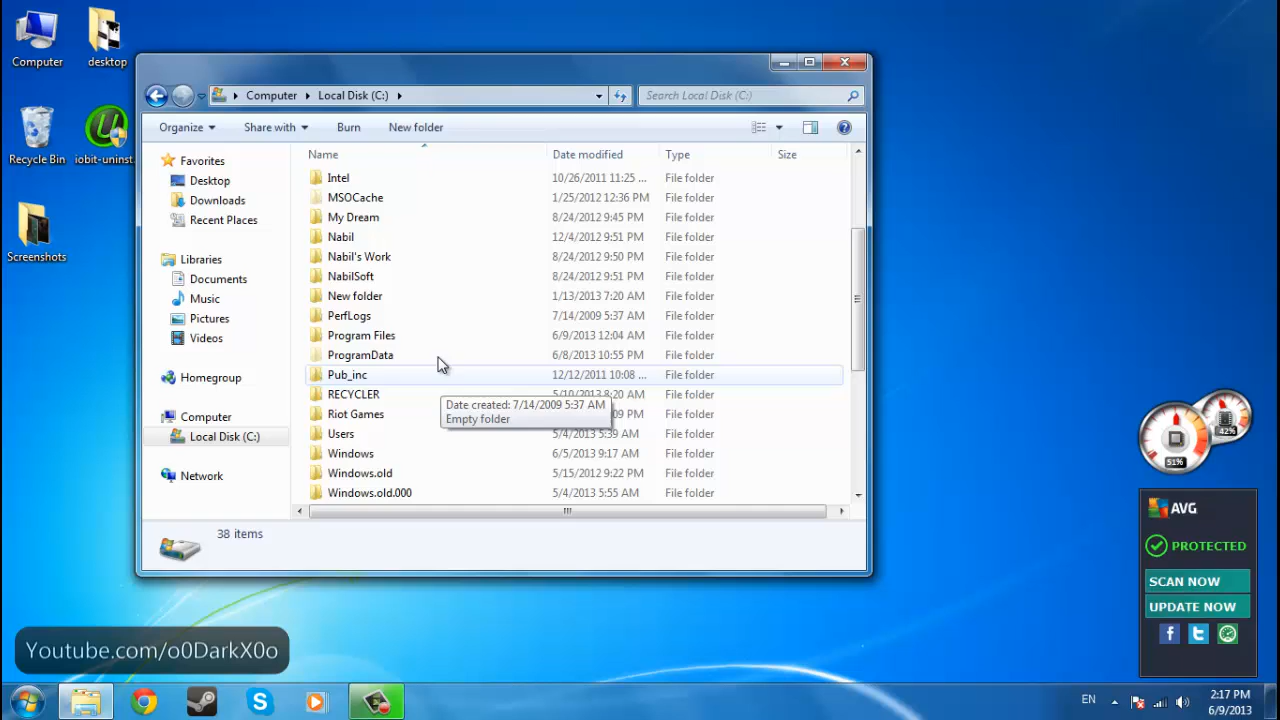 Computer
desktop
Recycle Bin
iobit-uninst...
Screenshots
Computer
Local Disk (C:)
Search Local Disk (C:)
Organize
Share with
Burn
New folder
Name
Date modified
Type
Size
Favorites
Desktop
Downloads
Recent Places
Libraries
Documents
Music
Pictures
Videos
Homegroup
Computer
Local Disk (C:)
Network
Intel 10/26/2011 11:25 ... File folder
MSOCache 1/25/2012 12:36 PM File folder
My Dream 8/24/2012 9:45 PM File folder
Nabil 12/4/2012 9:51 PM File folder
Nabil's Work 8/24/2012 9:50 PM File folder
NabilSoft 8/24/2012 9:51 PM File folder
New folder 1/13/2013 7:20 AM File folder
PerfLogs 7/14/2009 5:37 AM File folder
Program Files 6/9/2013 12:04 AM File folder
ProgramData 6/8/2013 10:55 PM File folder
Pub_inc 12/12/2011 10:08 ... File folder
RECYCLER 5/10/2013 8:20 AM File folder
Riot Games PM File folder
Date created: 7/14/2009 5:37 AM
Empty folder
Users 5/4/2013 5:39 AM File folder
Windows 6/5/2013 9:17 AM File folder
Windows.old 5/15/2012 9:22 PM File folder
Windows.old.000 5/4/2013 5:55 AM File folder
38 items
42%
51%
AVG
PROTECTED
SCAN NOW
UPDATE NOW
Youtube.com/o0DarkX0o
EN
2:17 PM
6/9/2013